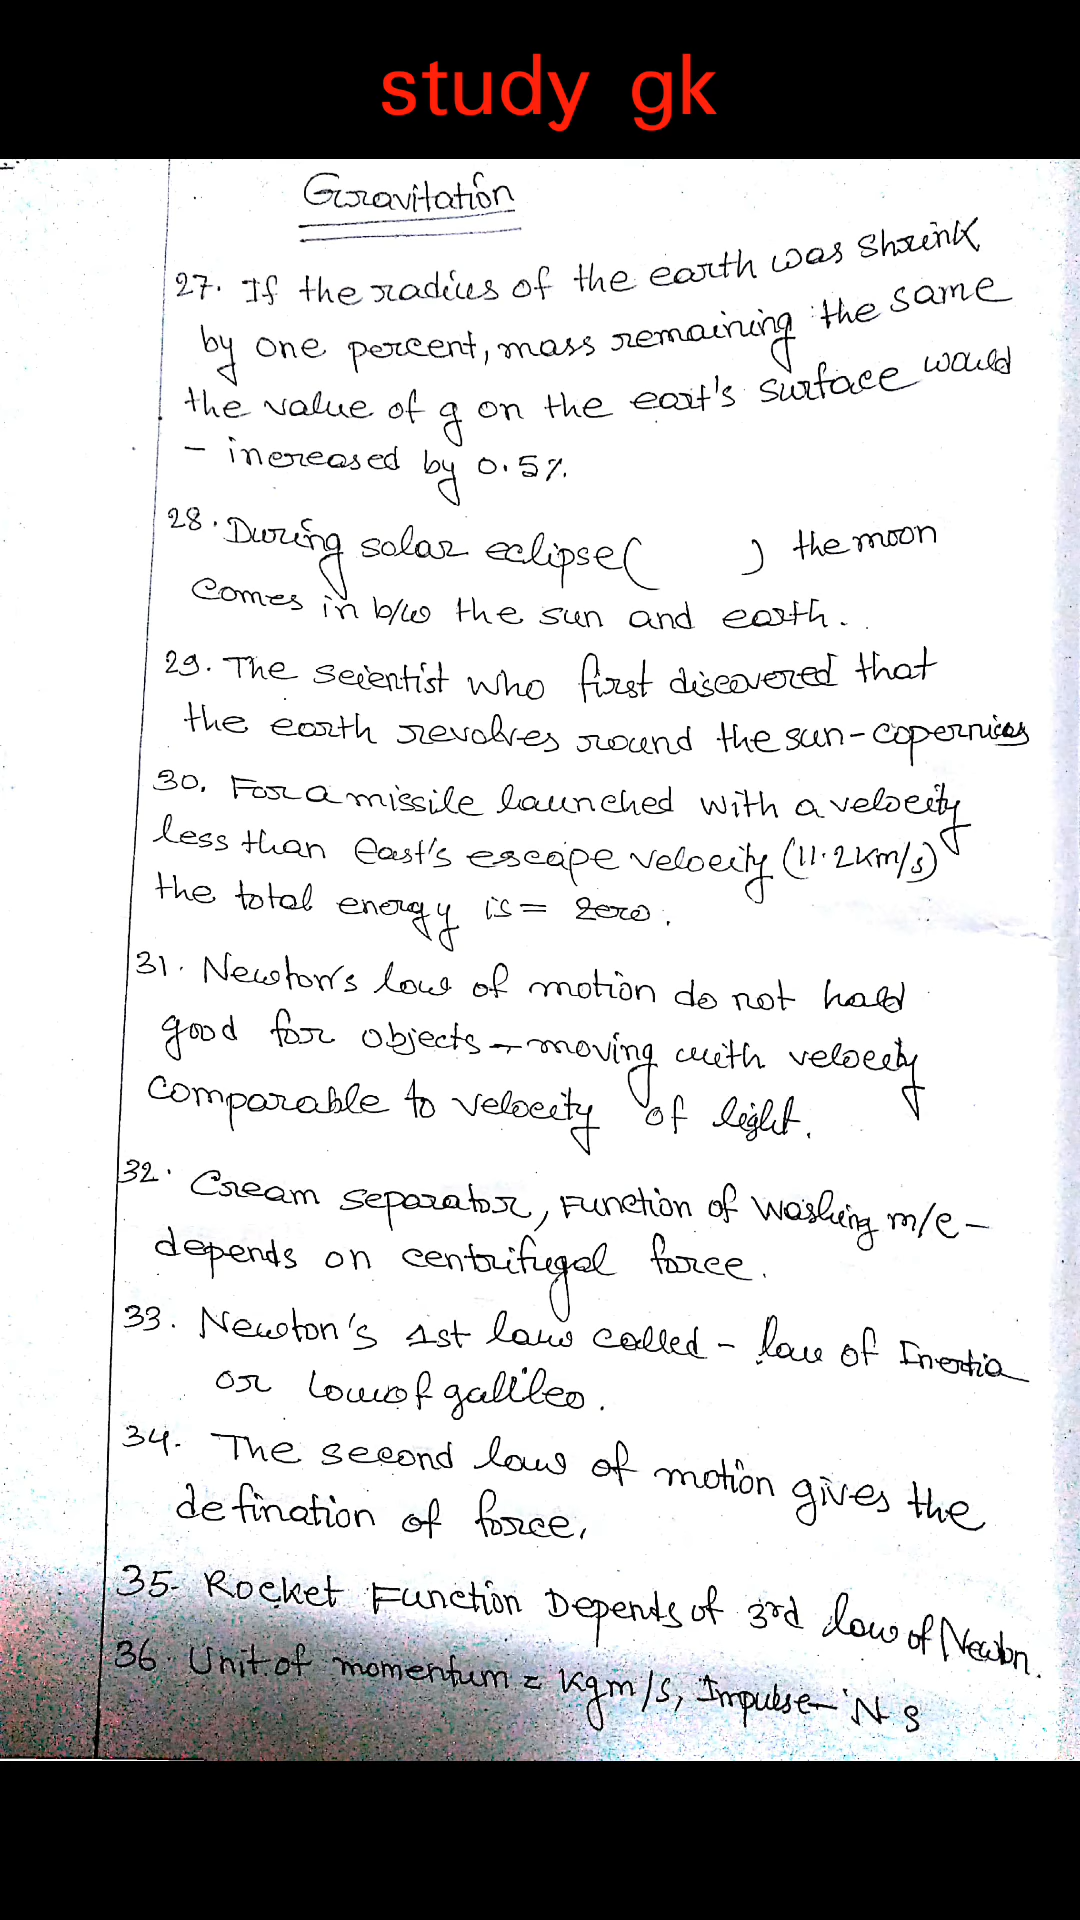 study gk
Gravitation
27. If the radius of the earth was shrink
by one percent, mass remaining the same
the value of g on the east's surface would
- increased by 0.5%.
28. During solar eclipse ( ) the moon
comes in b/w the sun and earth.
29. The scientist who first discovered that
the earth revolves round the sun - copernicas
30. For a missile launched with a velocity
less than East's escape velocity (11.2km/s)
the total energy is = zero.
31. Newton's low of motion do not hald
good for objects - moving with velocity
comparable to velocity of light.
32. Cream separator, Function of washing m/c -
depends on centrifugal force.
33. Newton's 1st law called - law of Inertia
or low of galileo.
34. The second law of motion gives the
defination of force.
35. Rocket Function Depends of 3rd law of Newton.
36. Unit of momentum = kgm/s, Impulse - N s